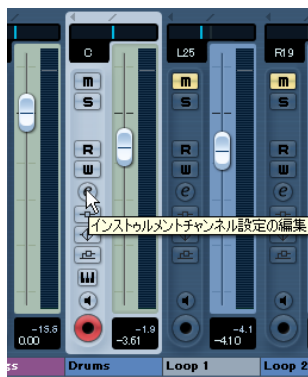 C L25 R19
m m
S S
R R
W W
e e
インストゥルメントチャンネル設定の編集
-15.6 -1.9 -4.1
0.00 -3.61 -4.10
gs Drums Loop 1 Loop 2